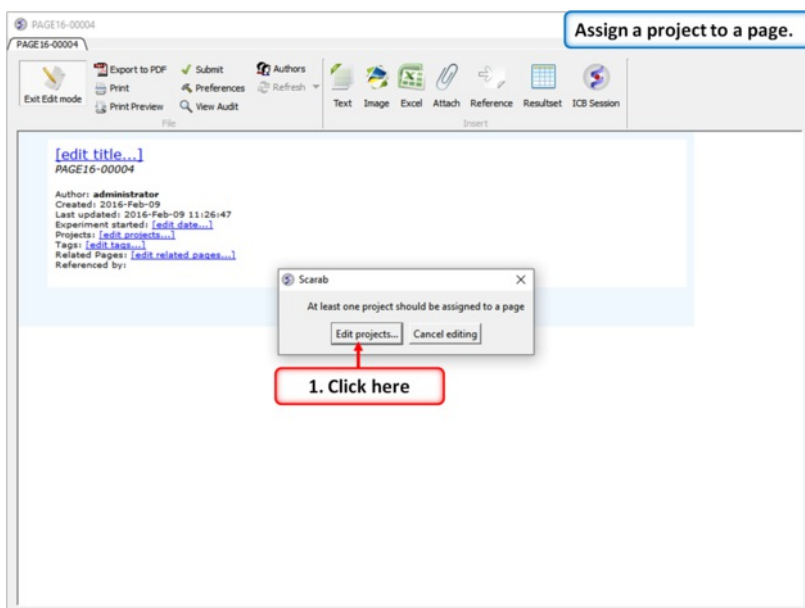 PAGE16-00004
Assign a project to a page.
PAGE16-00004
Exit Edit mode
Export to PDF
Print
Print Preview
Submit
Preferences
View Audit
Authors
Refresh
File
Text
Image
Excel
Attach
Reference
Resultset
ICB Session
Insert
[edit title...]
PAGE16-00004
Author: administrator
Created: 2016-Feb-09
Last updated: 2016-Feb-09 11:26:47
Experiment started: [edit date...]
Projects: [edit projects...]
Tags: [edit tags...]
Related Pages: [edit related pages...]
Referenced by:
Scarab
At least one project should be assigned to a page
Edit projects... Cancel editing
1. Click here